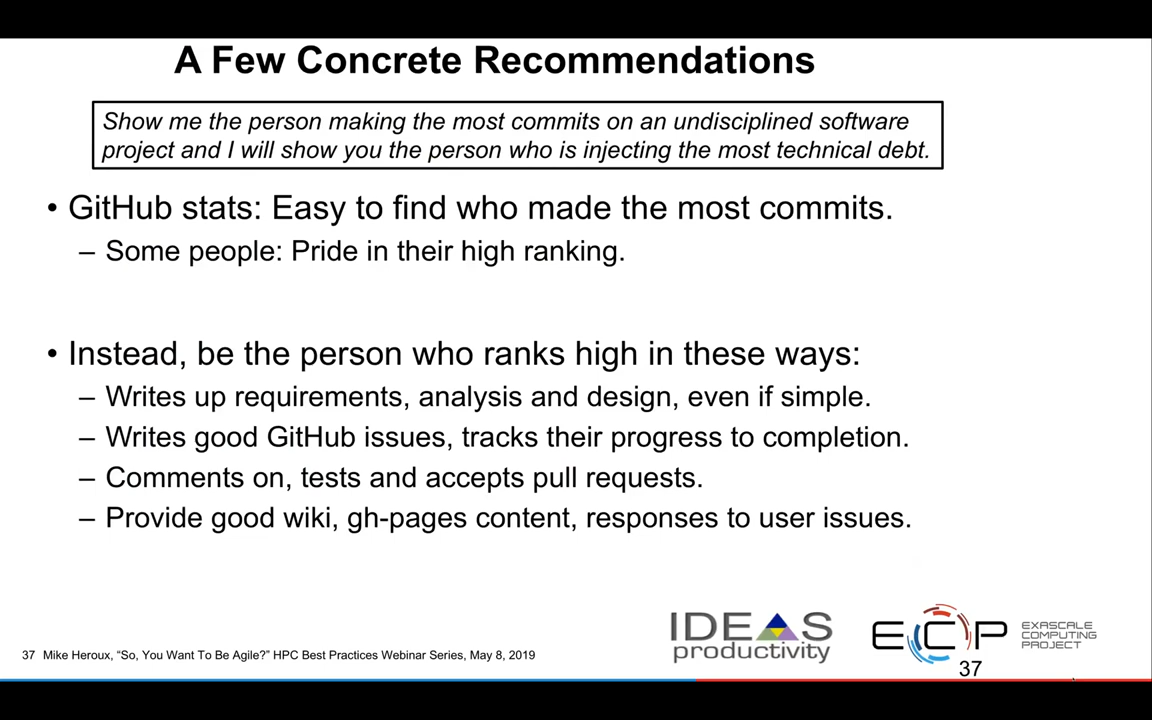 A Few Concrete Recommendations
Show me the person making the most commits on an undisciplined software
project and I will show you the person who is injecting the most technical debt.
• GitHub stats: Easy to find who made the most commits.
– Some people: Pride in their high ranking.
• Instead, be the person who ranks high in these ways:
– Writes up requirements, analysis and design, even if simple.
– Writes good GitHub issues, tracks their progress to completion.
– Comments on, tests and accepts pull requests.
– Provide good wiki, gh-pages content, responses to user issues.
IDEAS
productivity
ECP
EXASCALE
COMPUTING
PROJECT
37 Mike Heroux, “So, You Want To Be Agile?” HPC Best Practices Webinar Series, May 8, 2019
37